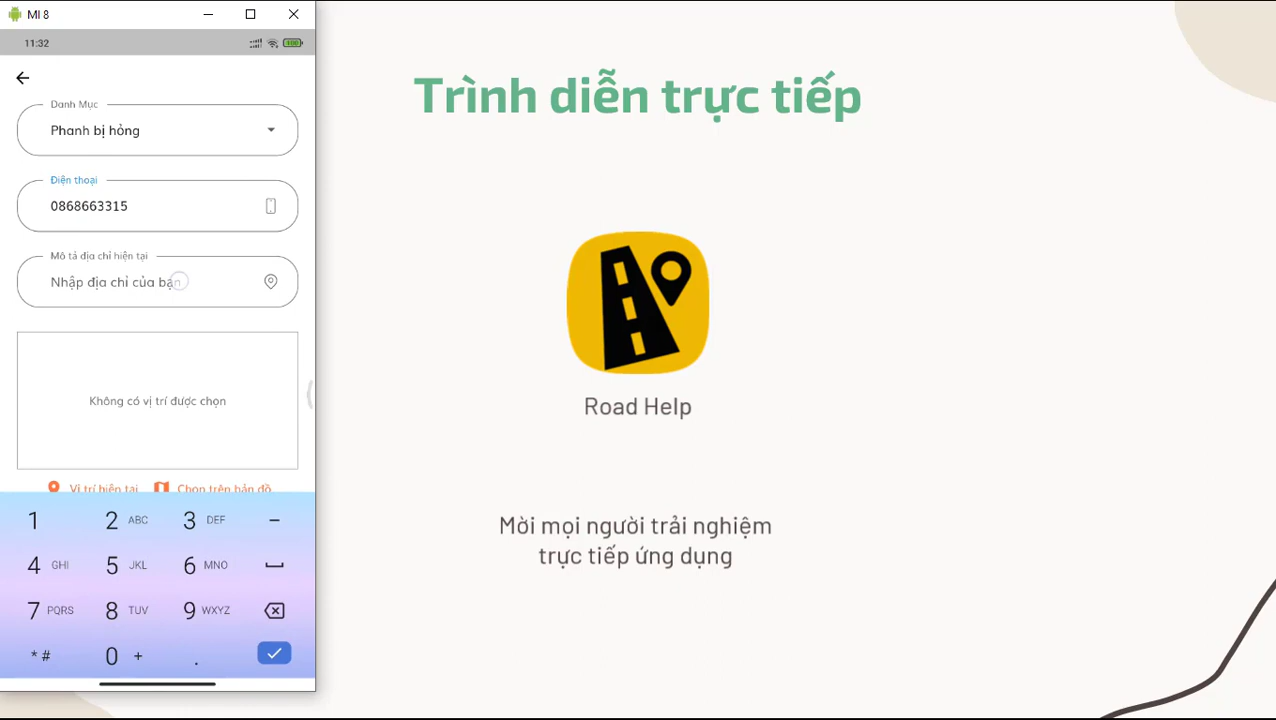 MI 8
11:32
100
Danh Mục
Phanh bị hỏng
Điện thoại
0868663315
Mô tả địa chỉ hiện tại
Nhập địa chỉ của bạn
Không có vị trí được chọn
Vị trí hiện tại
Chọn trên bản đồ
1
2 ABC
3 DEF
4 GHI
5 JKL
6 MNO
7 PQRS
8 TUV
9 WXYZ
* #
0 +
.
Trình diễn trực tiếp
Road Help
Mời mọi người trải nghiệm
trực tiếp ứng dụng